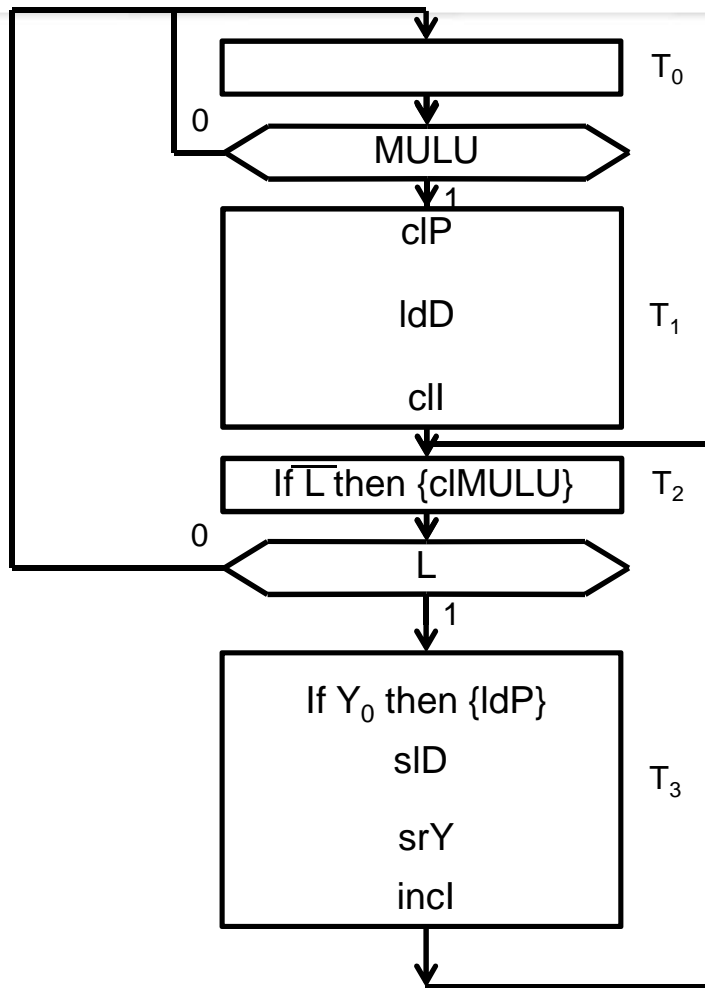 T₀
0
MULU
1
clP
ldD
T₁
clI
If L̅ then {clMULU}
T₂
0
L
1
If Y₀ then {ldP}
slD
T₃
srY
incI